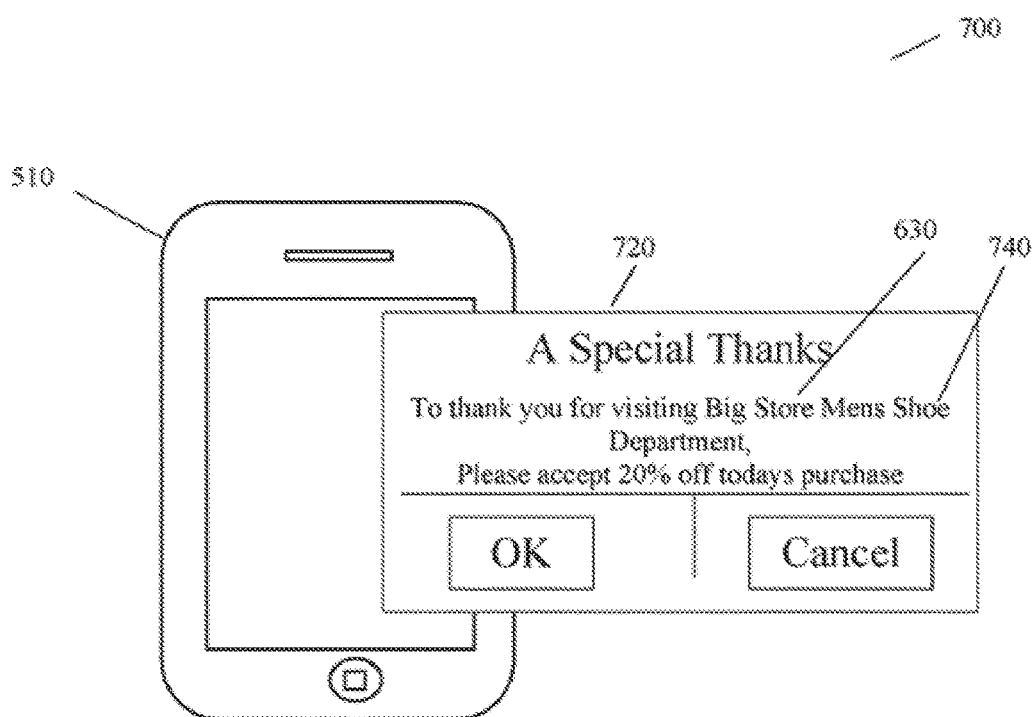 700
510
630
720
740
A Special Thanks
To thank you for visiting Big Store Mens Shoe
Department,
Please accept 20% off todays purchase
OK
Cancel